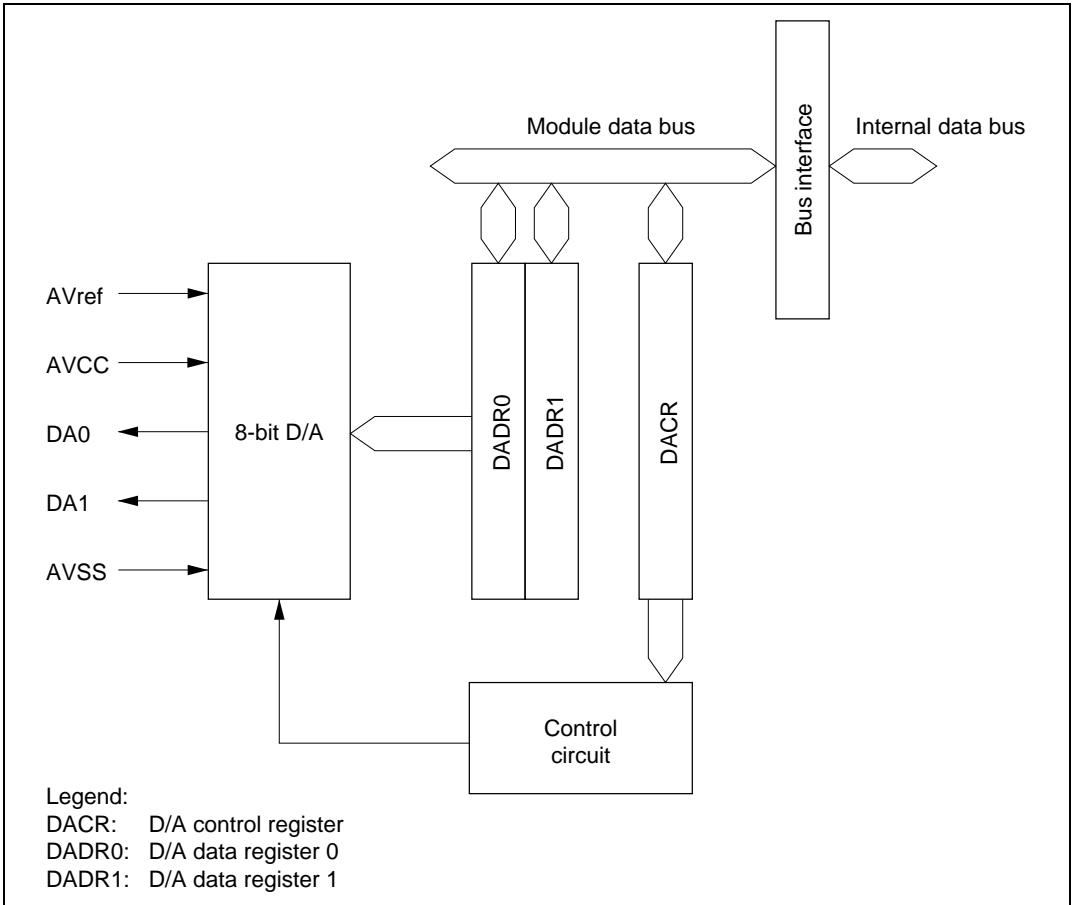 Module data bus
Internal data bus
Bus interface
AVref
AVCC
DA0
DA1
AVSS
8-bit D/A
DADR0
DADR1
DACR
Control
circuit
Legend:
DACR: D/A control register
DADR0: D/A data register 0
DADR1: D/A data register 1